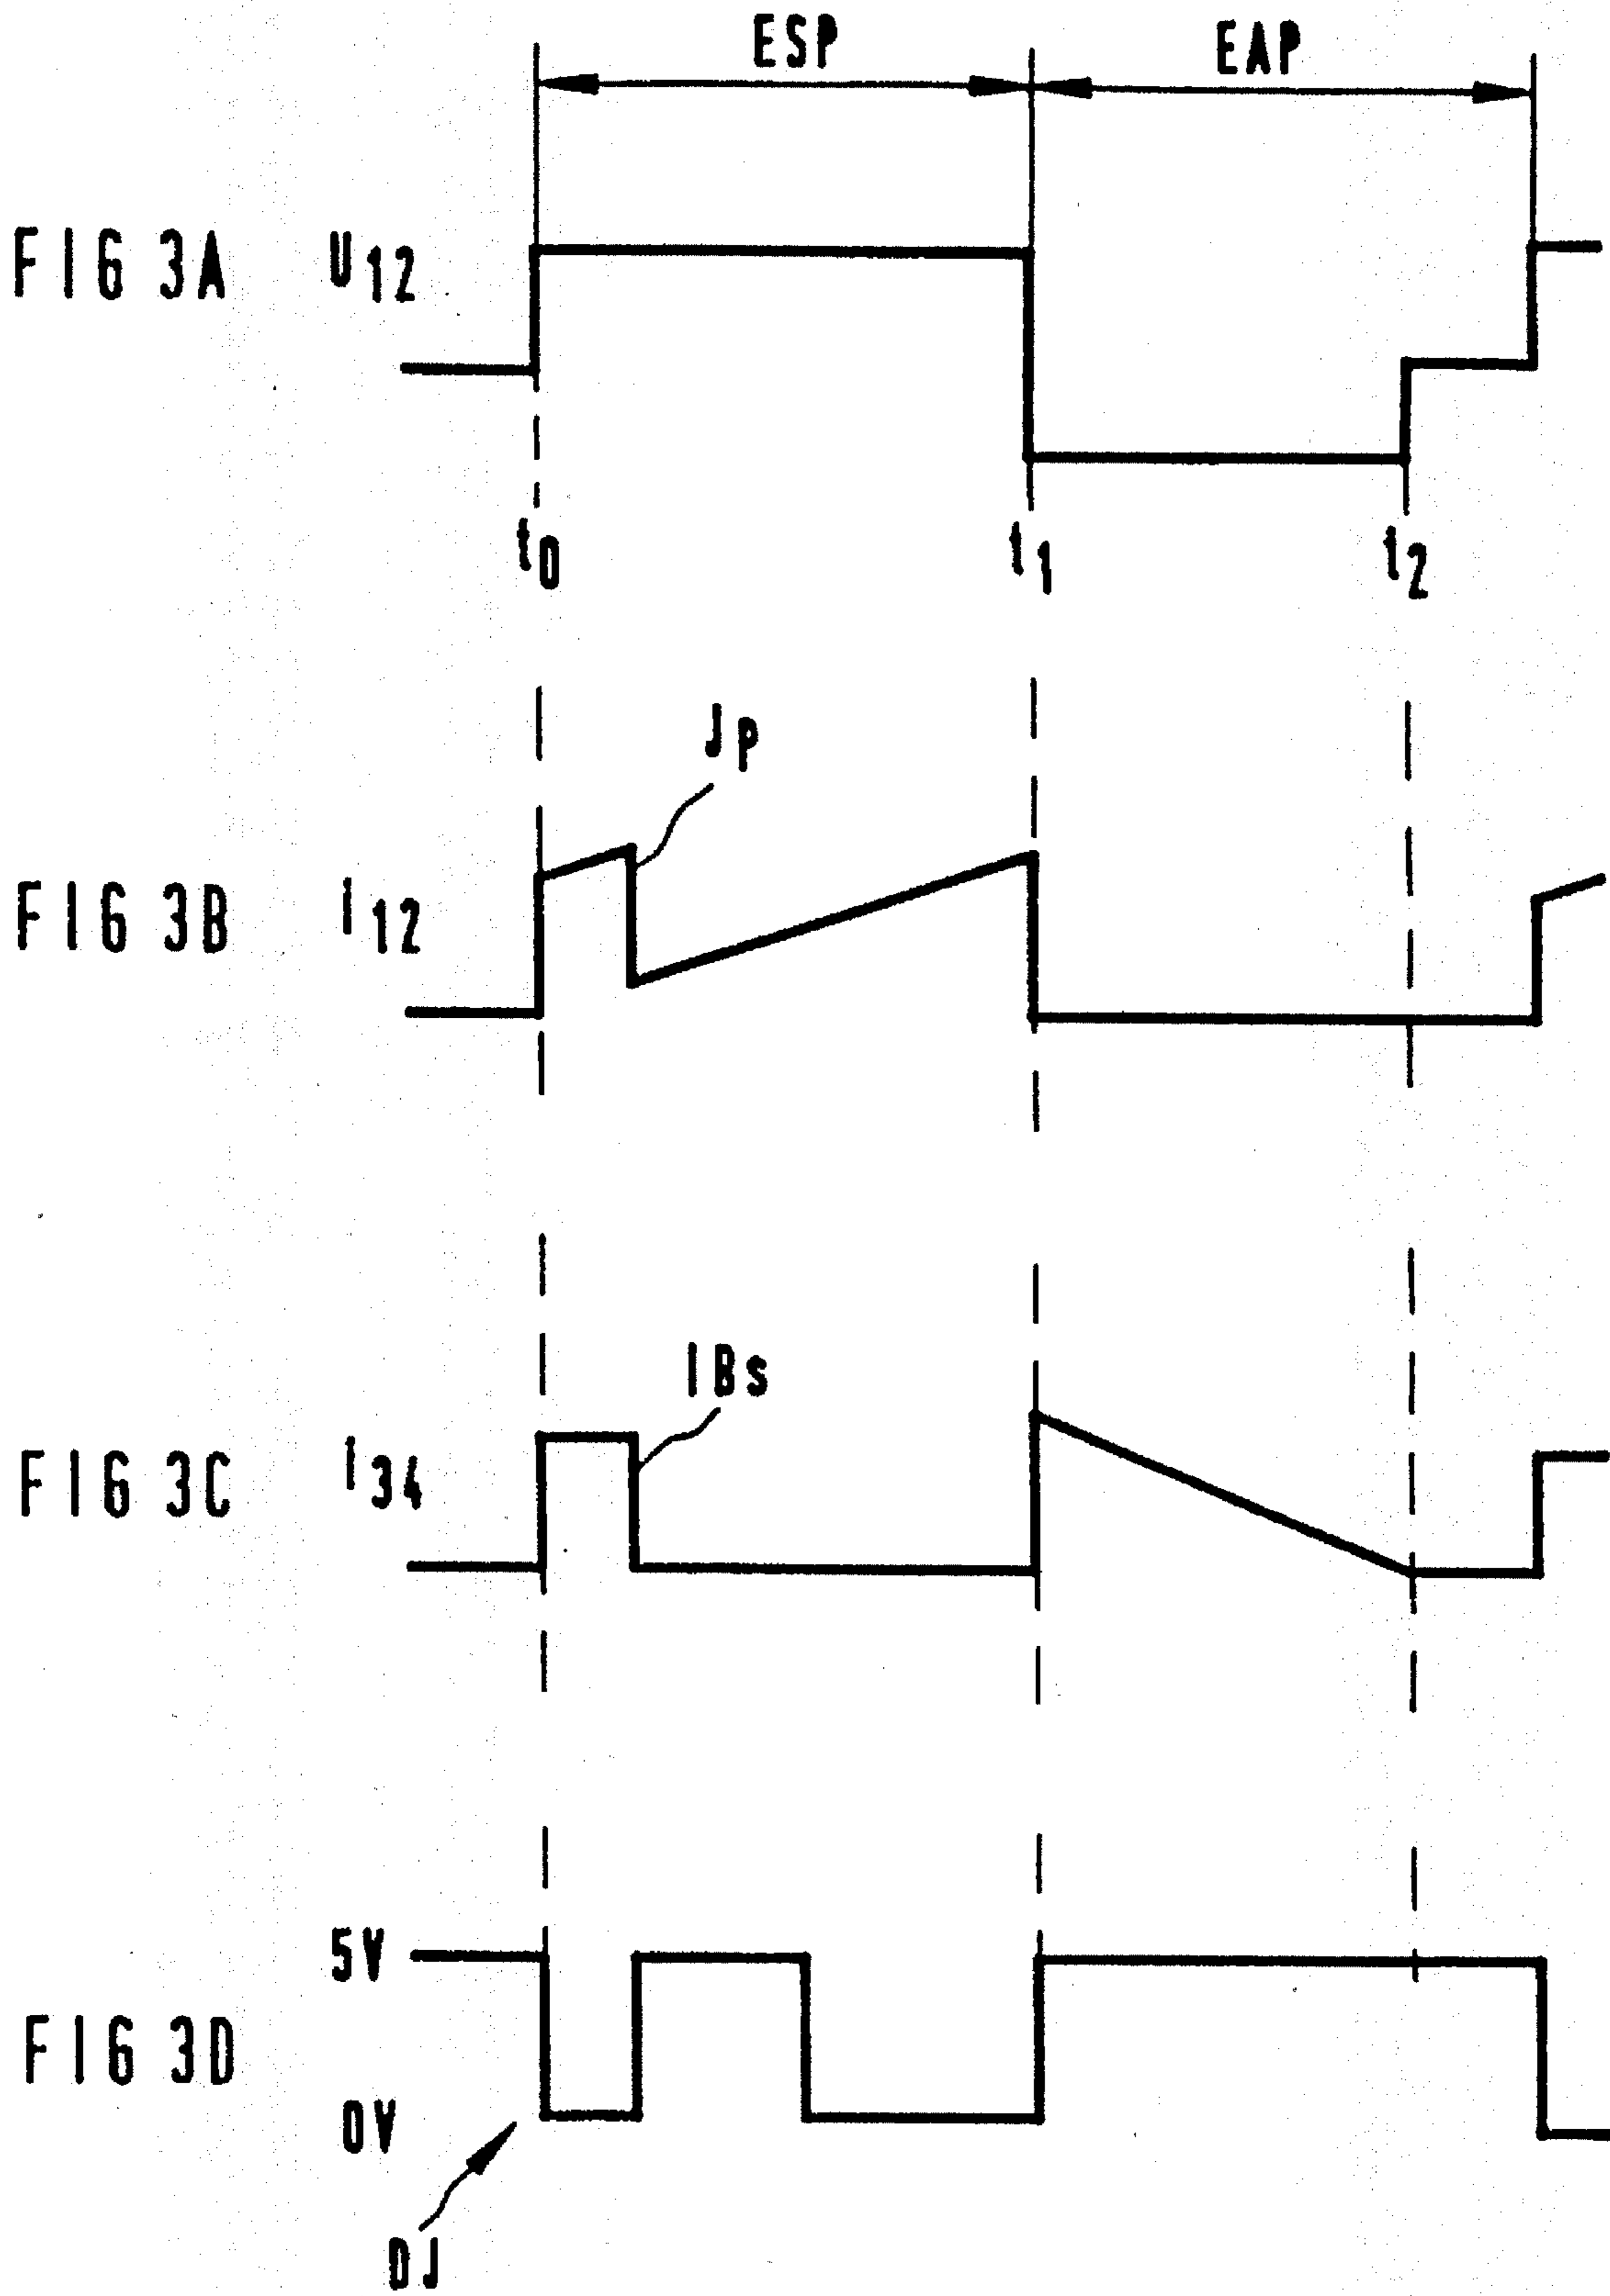 ESP EAP
FIG 3A U12
t0 t1 t2
Jp
FIG 3B I12
IBs
FIG 3C I34
5V
FIG 3D
0V
DJ